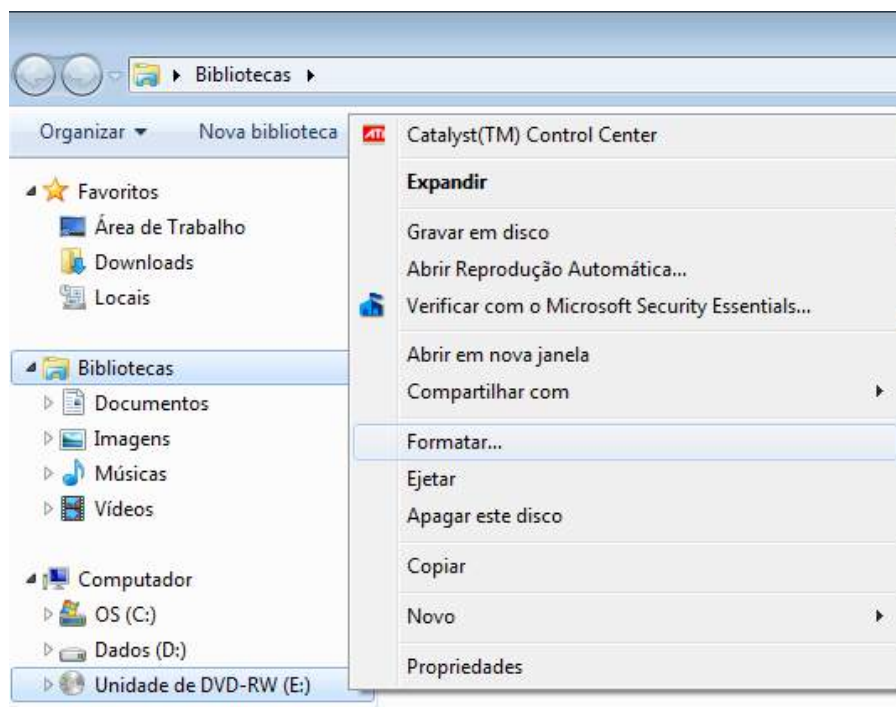 Bibliotecas
Organizar
Nova biblioteca
Favoritos
Área de Trabalho
Downloads
Locais
Bibliotecas
Documentos
Imagens
Músicas
Vídeos
Computador
OS (C:)
Dados (D:)
Unidade de DVD-RW (E:)
ATI
Catalyst(TM) Control Center
Expandir
Gravar em disco
Abrir Reprodução Automática...
Verificar com o Microsoft Security Essentials...
Abrir em nova janela
Compartilhar com
Formatar...
Ejetar
Apagar este disco
Copiar
Novo
Propriedades